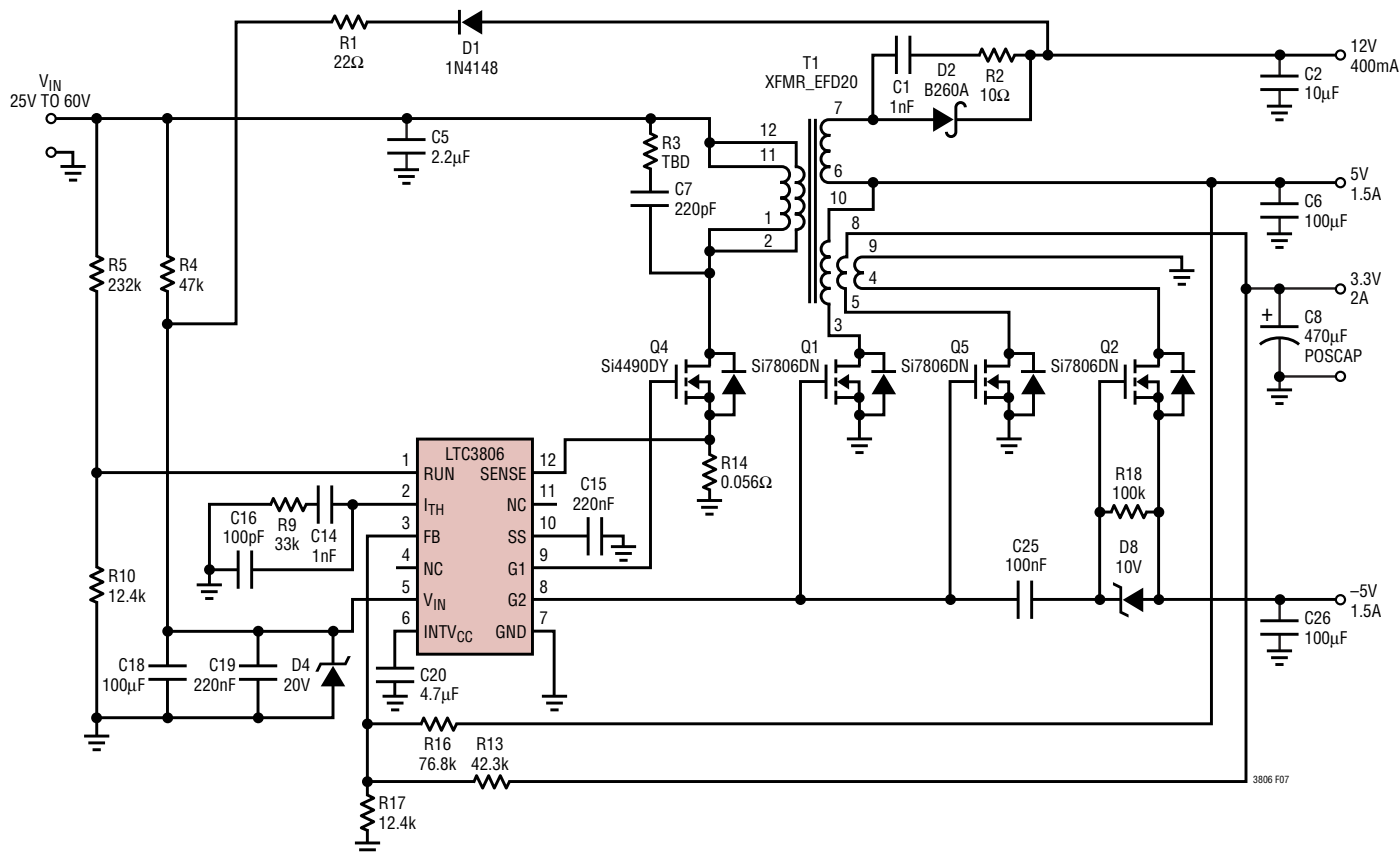 R1
22Ω
D1
1N4148
T1
XFMR_EFD20
C1
1nF
D2
B260A
R2
10Ω
12V
400mA
C2
10µF
VIN
25V TO 60V
C5
2.2µF
R3
TBD
C7
220pF
12
11
1
2
7
6
10
8
9
4
5
3
5V
1.5A
C6
100µF
3.3V
2A
+
C8
470µF
POSCAP
R5
232k
R4
47k
Q4
Si4490DY
Q1
Si7806DN
Q5
Si7806DN
Q2
Si7806DN
LTC3806
1
RUN
SENSE
12
2
ITH
NC
11
3
FB
SS
10
4
NC
G1
9
5
VIN
G2
8
6
INTVCC
GND
7
R14
0.056Ω
C15
220nF
C16
100pF
R9
33k
C14
1nF
R10
12.4k
R18
100k
C25
100nF
D8
10V
–5V
1.5A
C26
100µF
C18
100µF
C19
220nF
D4
20V
C20
4.7µF
R16
76.8k
R13
42.3k
R17
12.4k
3806 F07